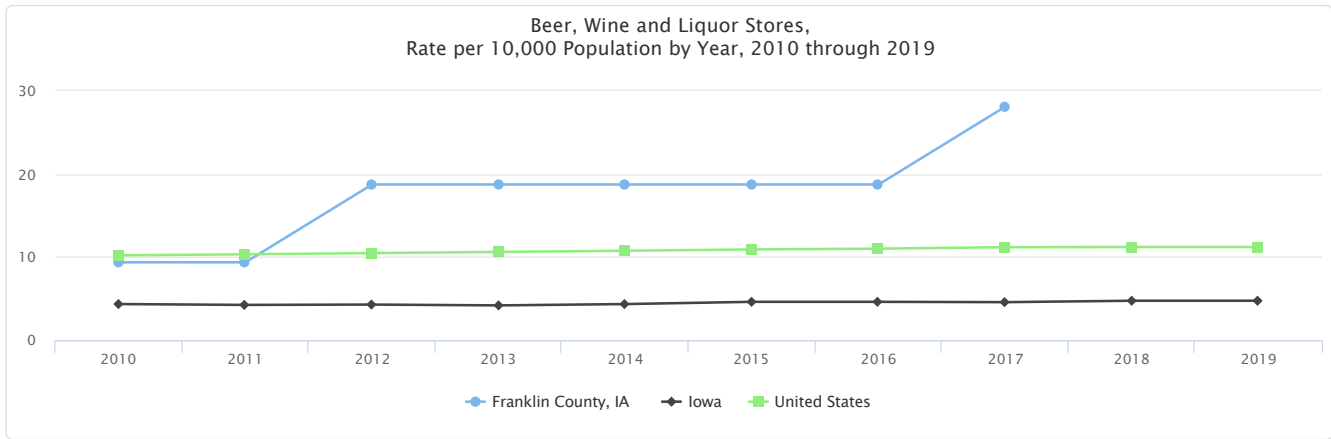 Beer, Wine and Liquor Stores,
Rate per 10,000 Population by Year, 2010 through 2019
30
20
10
0
2010 2011 2012 2013 2014 2015 2016 2017 2018 2019
Franklin County, IA Iowa United States